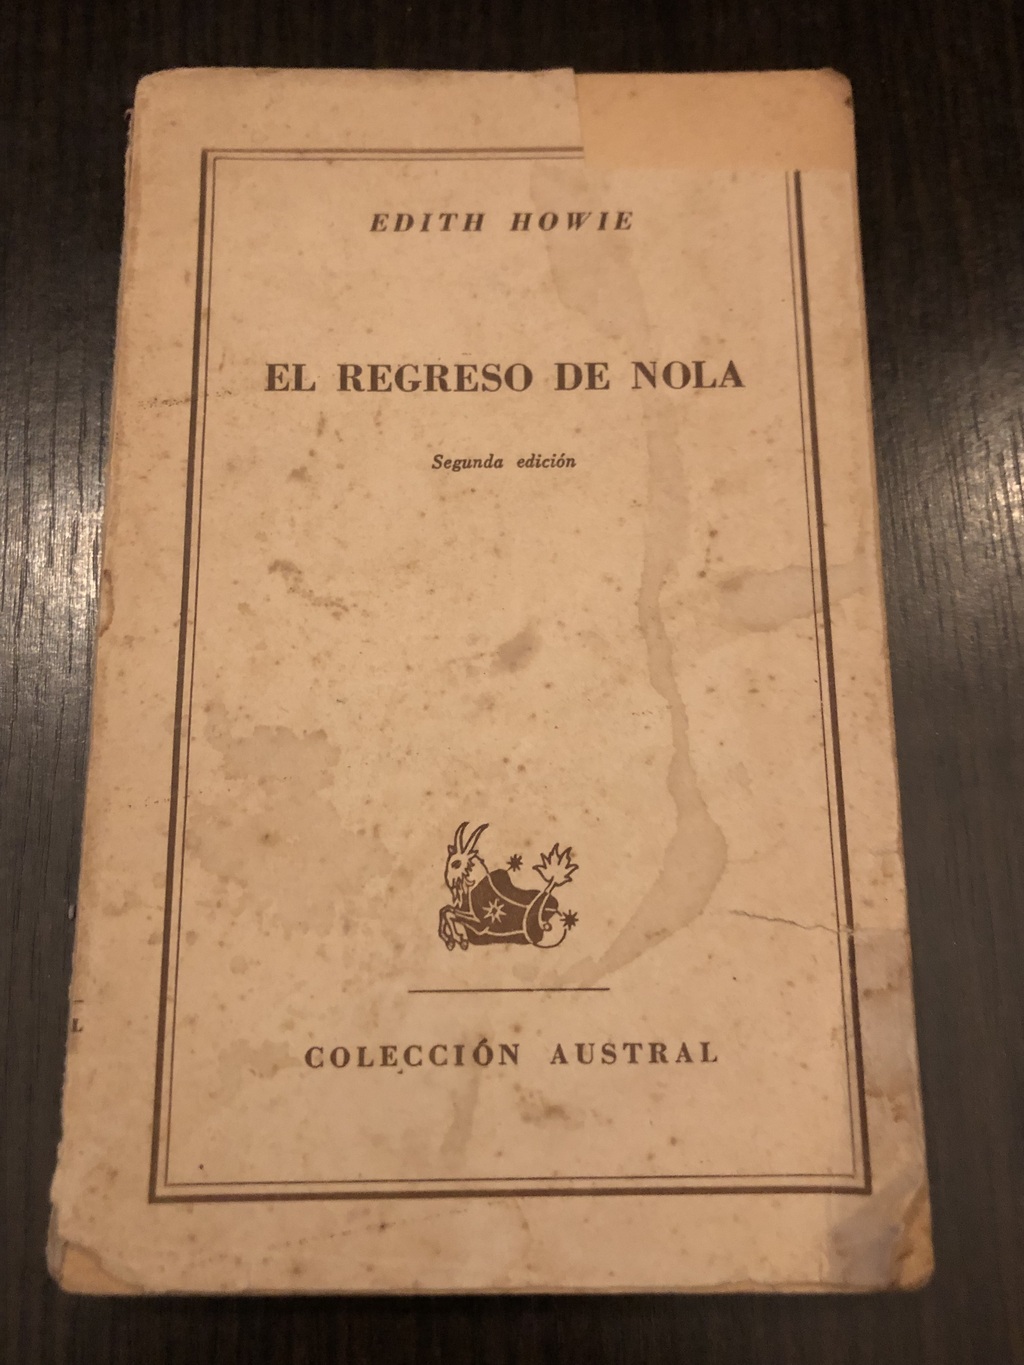 EDITH HOWIE
EL REGRESO DE NOLA
Segunda edición
COLECCIÓN AUSTRAL
L